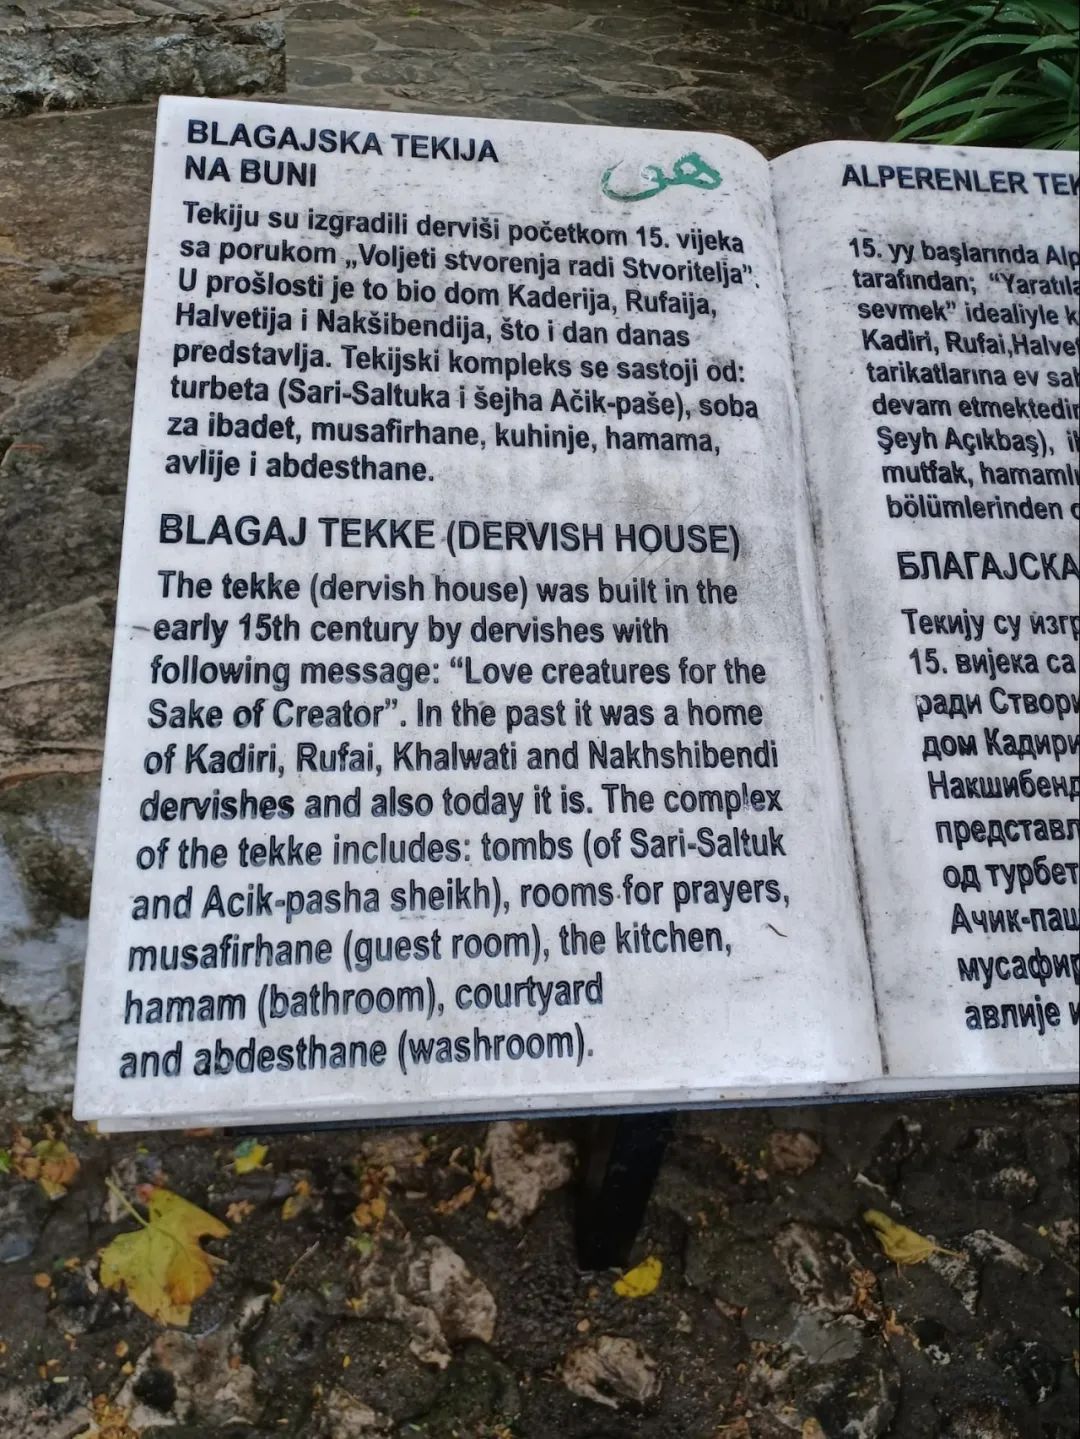 BLAGAJSKA TEKIJA
NA BUNI
هو
Tekiju su izgradili derviši početkom 15. vijeka
sa porukom „Voljeti stvorenja radi Stvoritelja”.
U prošlosti je to bio dom Kaderija, Rufaija,
Halvetija i Nakšibendija, što i dan danas
predstavlja. Tekijski kompleks se sastoji od:
turbeta (Sari-Saltuka i šejha Ačik-paše), soba
za ibadet, musafirhane, kuhinje, hamama,
avlije i abdesthane.
BLAGAJ TEKKE (DERVISH HOUSE)
The tekke (dervish house) was built in the
early 15th century by dervishes with
following message: “Love creatures for the
Sake of Creator”. In the past it was a home
of Kadiri, Rufai, Khalwati and Nakhshibendi
dervishes and also today it is. The complex
of the tekke includes: tombs (of Sari-Saltuk
and Acik-pasha sheikh), rooms for prayers,
musafirhane (guest room), the kitchen,
hamam (bathroom), courtyard
and abdesthane (washroom).
ALPERENLER
15. yy başlarında
tarafından;
sevmek” idealiyle
Kadiri, Rufai,
tarikatlarına ev
devam
Şeyh Açıkbaş),
mutfak,
bölümlerinden
БЛАГАЈСКА
Текију су
15. вијека са
ради
дом
од
авлије